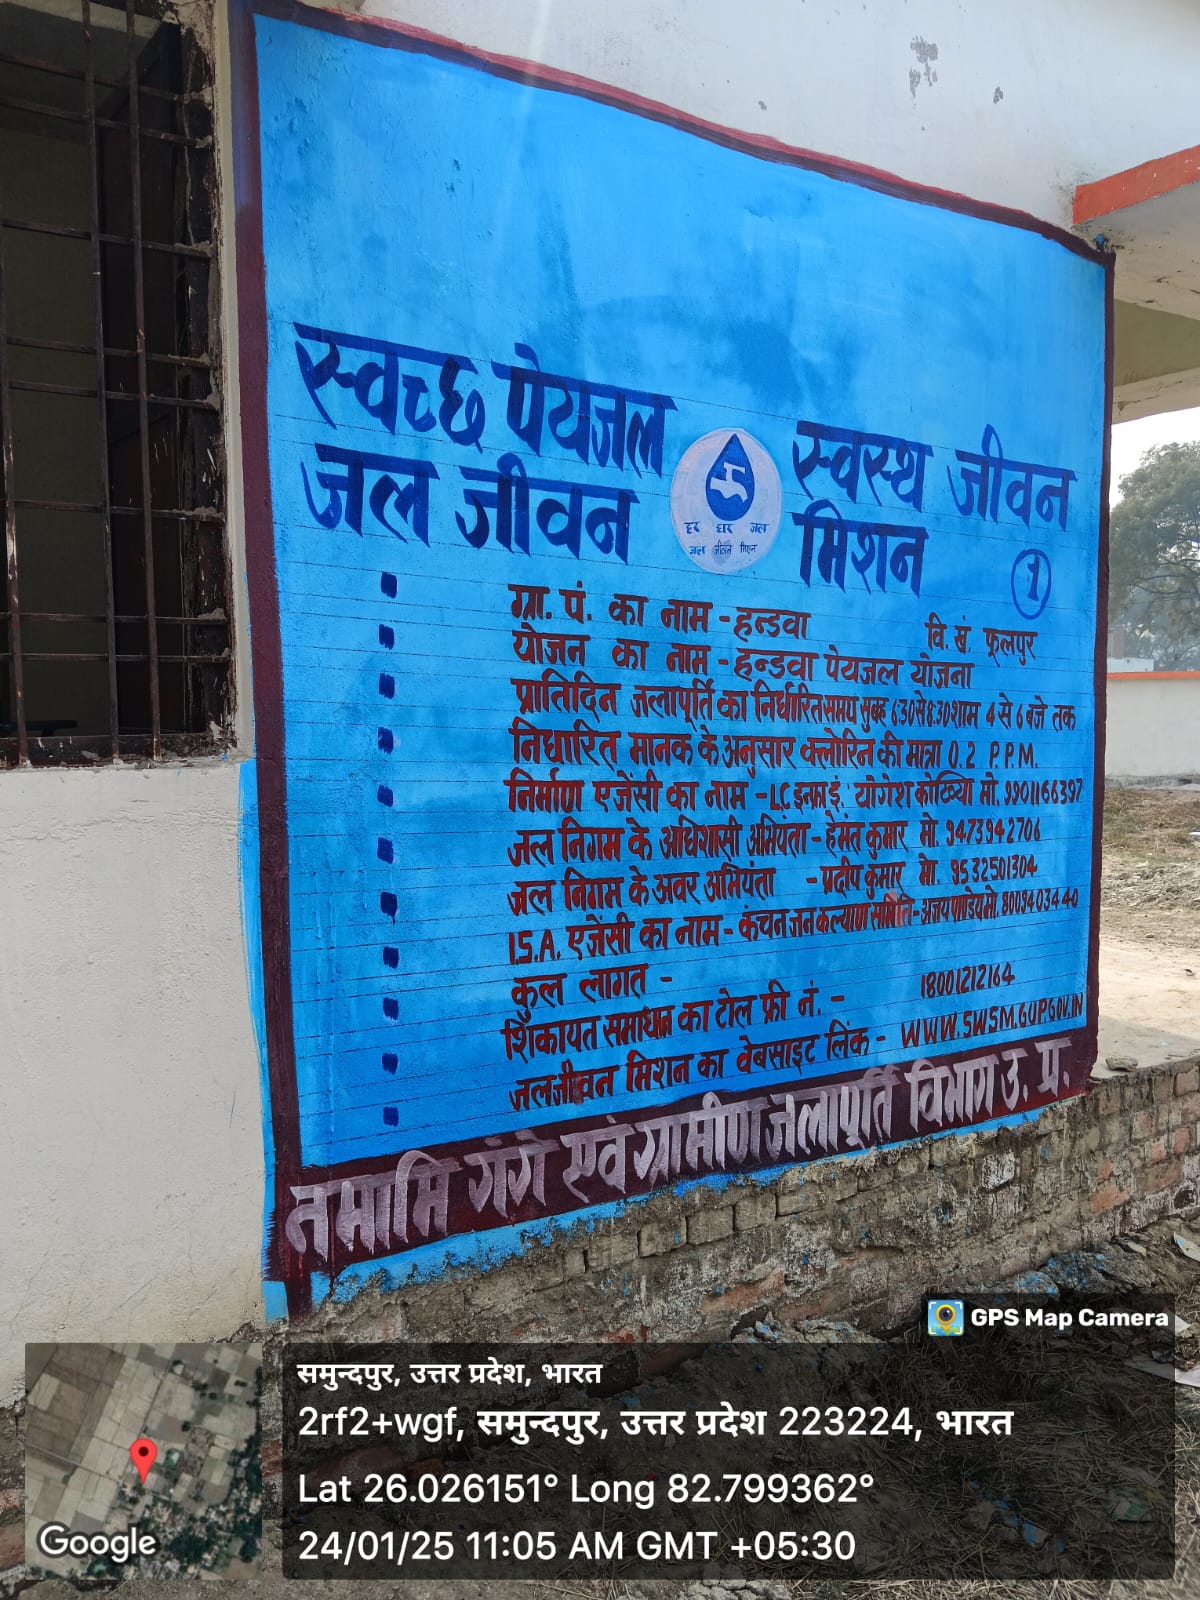 स्वच्छ पेयजल स्वस्थ जीवन
जल जीवन मिशन
हर घर जल
जल जीवन मिशन
1
ग्रा. पं. का नाम - हन्डवा वि. खं. फूलपुर
योजन का नाम - हन्डवा पेयजल योजना
प्रातिदिन जलापूर्ति का निर्धारित समय सुबह 6:30 से 8:30 शाम 4 से 6 बजे तक
निधारित मानक के अनुसार क्लोरिन की मात्रा 0.2 P.P.M.
निर्माण एजेंसी का नाम - L.C इन्फ्रा इं. योगेश कोठिया मो. 9901166397
जल निगम के अधिशासी अभियंता - हेमंत कुमार मो. 9473942706
जल निगम के अवर अभियंता - प्रदीप कुमार मो. 9532501304
I.S.A. एजेंसी का नाम - कंचन जन कल्याण समिति - अजय पाण्डेय मो. 8009403440
कुल लागत -
शिकायत समाधान का टोल फ्री नं. - 18001212164
जलजीवन मिशन का वेबसाइट लिंक - WWW.SWSM.GUP.GOV.IN
नमामि गंगे एवं ग्रामीण जलापूर्ति विभाग उ. प्र.
GPS Map Camera
समुन्दपुर, उत्तर प्रदेश, भारत
2rf2+wgf, समुन्दपुर, उत्तर प्रदेश 223224, भारत
Lat 26.026151° Long 82.799362°
24/01/25 11:05 AM GMT +05:30
Google